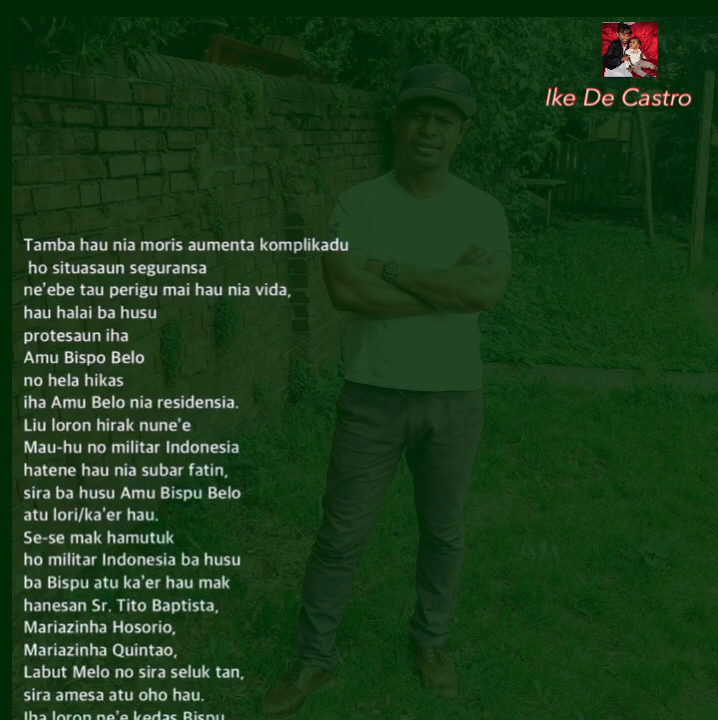 Ike De Castro
Tamba hau nia moris aumenta komplikadu
ho situasaun seguransa
ne'ebe tau perigu mai hau nia vida,
hau halai ba husu
protesaun iha
Amu Bispo Belo
no hela hikas
iha Amu Belo nia residensia.
Liu loron hirak nune'e
Mau-hu no militar Indonesia
hatene hau nia subar fatin,
sira ba husu Amu Bispu Belo
atu lori/ka'er hau.
Se-se mak hamutuk
ho militar Indonesia ba husu
ba Bispu atu ka'er hau mak
hanesan Sr. Tito Baptista,
Mariazinha Hosorio,
Mariazinha Quintao,
Labut Melo no sira seluk tan,
sira amesa atu oho hau.
Iha loron ne'e kedas Bispu